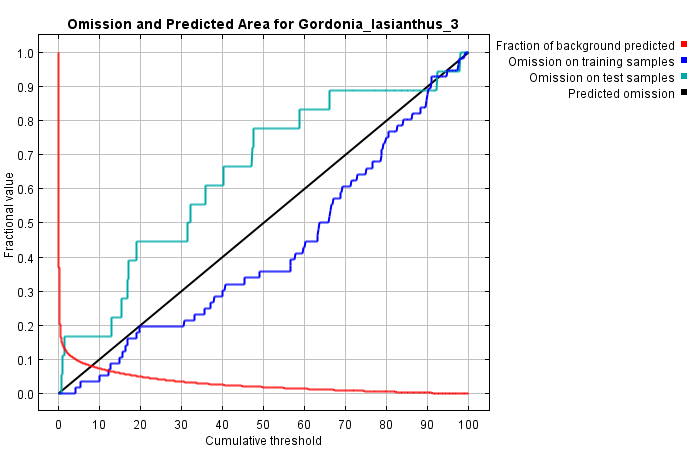 Omission and Predicted Area for Gordonia_lasianthus_3
Fraction of background predicted
Omission on training samples
Omission on test samples
Predicted omission
Fractional value
1.0
0.9
0.8
0.7
0.6
0.5
0.4
0.3
0.2
0.1
0.0
0 10 20 30 40 50 60 70 80 90 100
Cumulative threshold